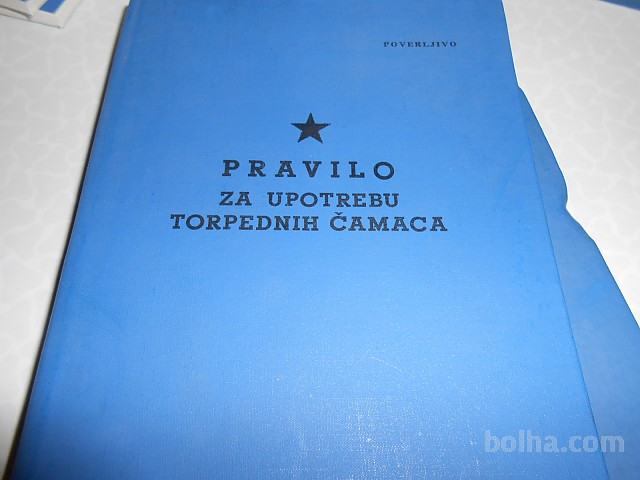 POVERLJIVO
PRAVILO
ZA UPOTREBU
TORPEDNIH ČAMACA
bolha.com